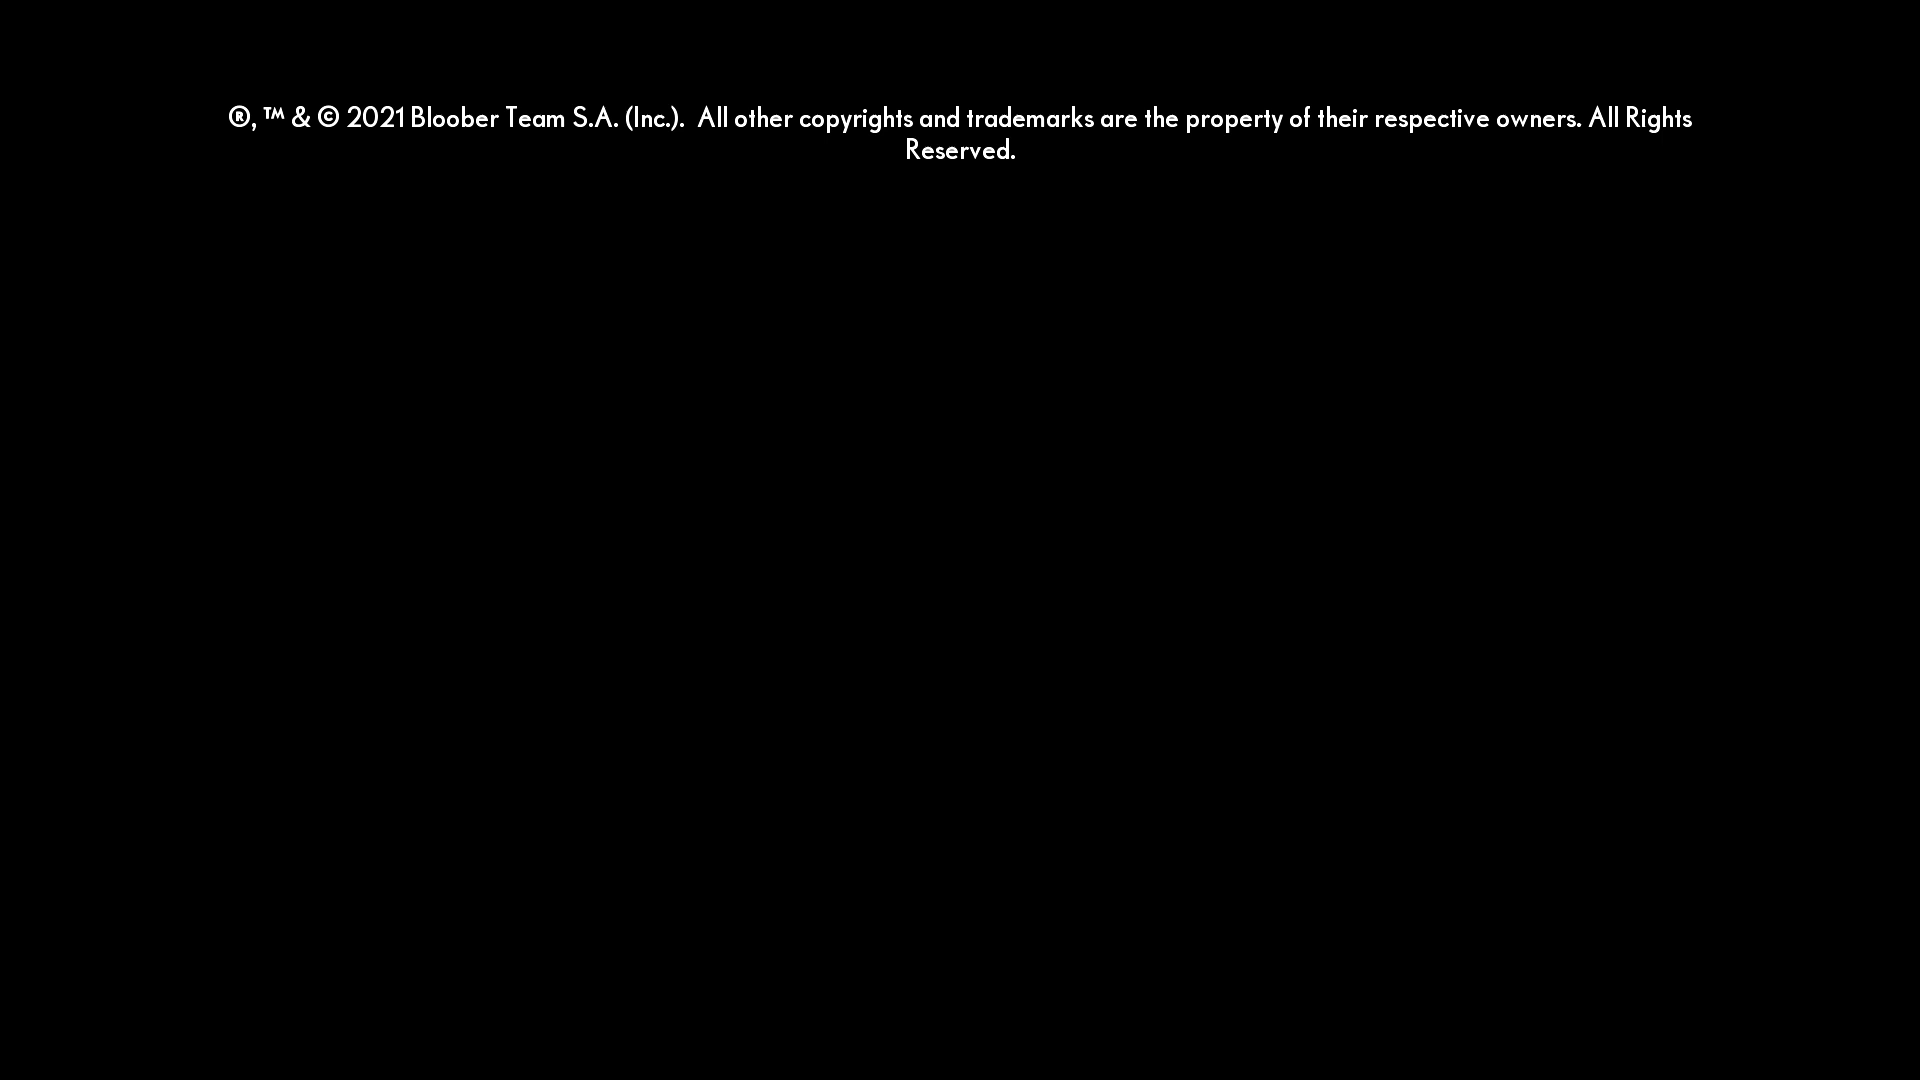 ®, ™ & © 2021 Bloober Team S.A. (Inc.).  All other copyrights and trademarks are the property of their respective owners. All Rights
Reserved.